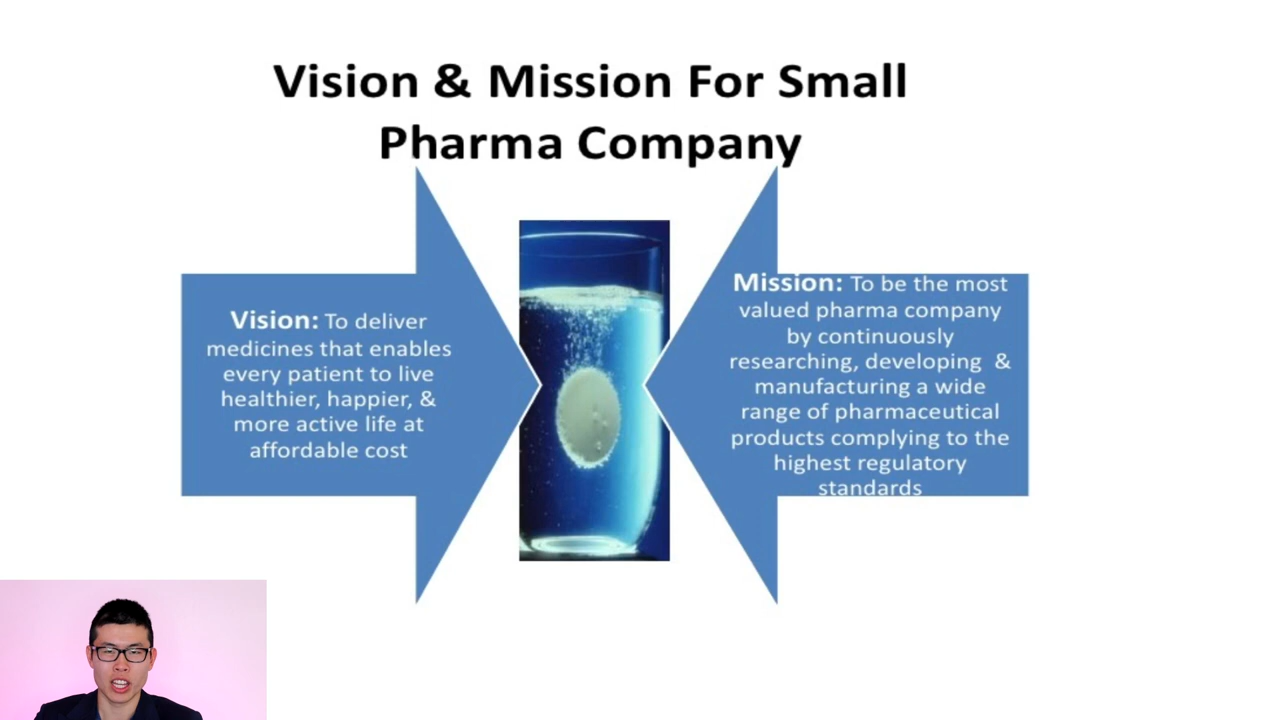 Vision & Mission For Small
Pharma Company
Vision: To deliver
medicines that enables
every patient to live
healthier, happier, &
more active life at
affordable cost
Mission: To be the most
valued pharma company
by continuously
researching, developing &
manufacturing a wide
range of pharmaceutical
products complying to the
highest regulatory
standards